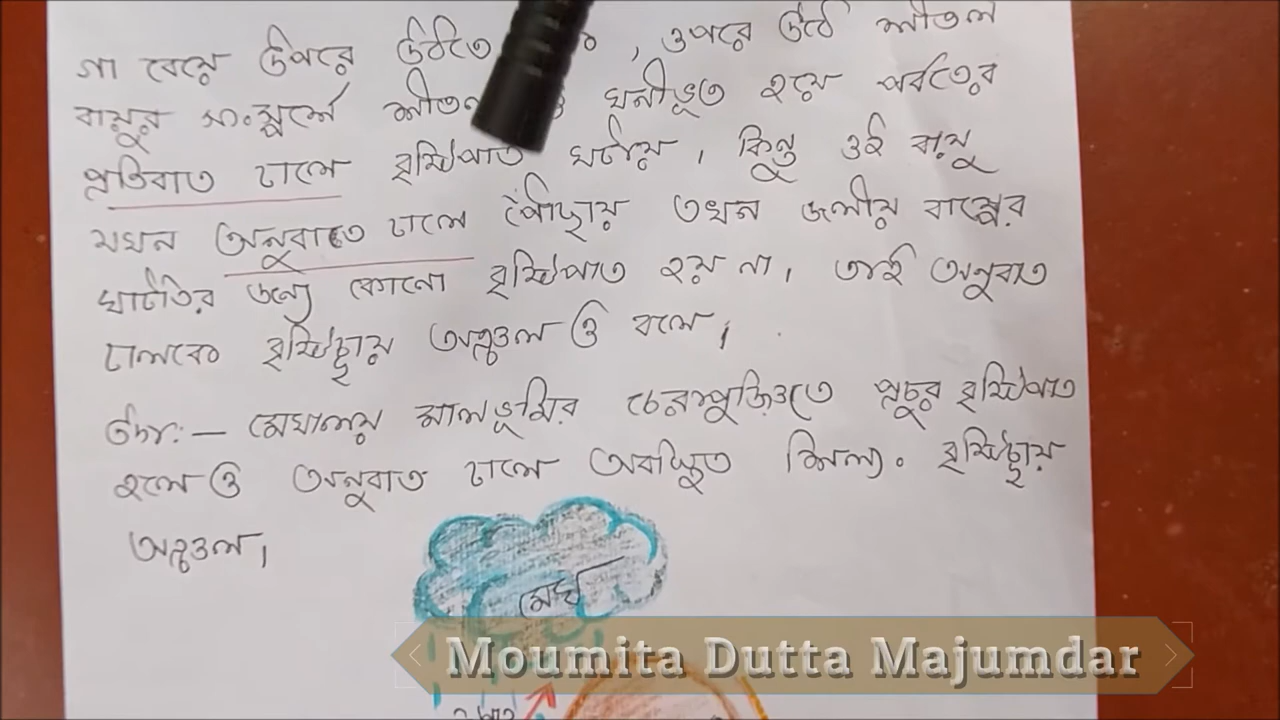 গা বেয়ে উপরে উঠতে , ওপরে উঠে শীতল
বায়ুর সংস্পর্শে শীতল ও ঘনীভূত হয়ে পর্বতের
প্রতিবাত ঢালে বৃষ্টিপাত ঘটায়, কিন্তু ওই বায়ু
যখন অনুবাত ঢালে পৌঁছায় তখন জলীয় বাষ্পের
ঘাটতির জন্যে কোনো বৃষ্টিপাত হয় না, তাই অনুবাত
ঢালকে বৃষ্টিচ্ছায় অঞ্চল ও বলে,
উদা:— মেঘালয় মালভূমির চেরাপুঞ্জিতে প্রচুর বৃষ্টিপাত
হলে ও অনুবাত ঢালে অবস্থিত শিলং বৃষ্টিচ্ছায়
অঞ্চল,
মেঘ
Moumita Dutta Majumdar